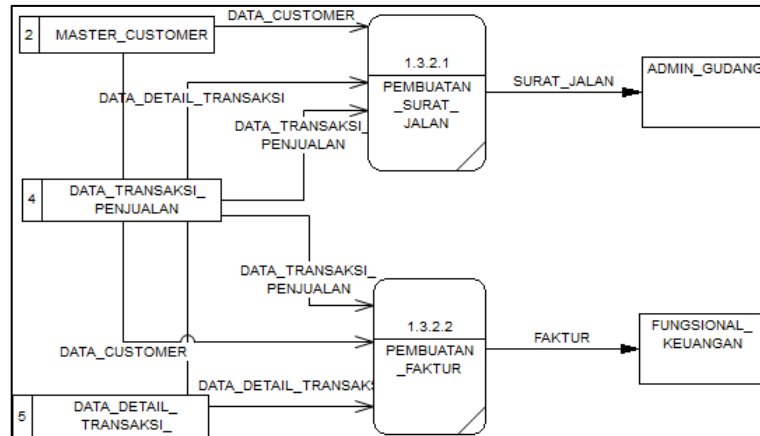 DATA_CUSTOMER
2 MASTER_CUSTOMER
1.3.2.1
PEMBUATAN
_SURAT_
JALAN
ADMIN_GUDANG
SURAT_JALAN
DATA_DETAIL_TRANSAKSI
DATA_TRANSAKSI_
PENJUALAN
4 DATA_TRANSAKSI_
PENJUALAN
DATA_TRANSAKSI_
PENJUALAN
1.3.2.2
PEMBUATAN
_FAKTUR
FAKTUR
FUNGSIONAL_
KEUANGAN
DATA_CUSTOMER
DATA_DETAIL_TRANSAKS
5 DATA_DETAIL_
TRANSAKSI_